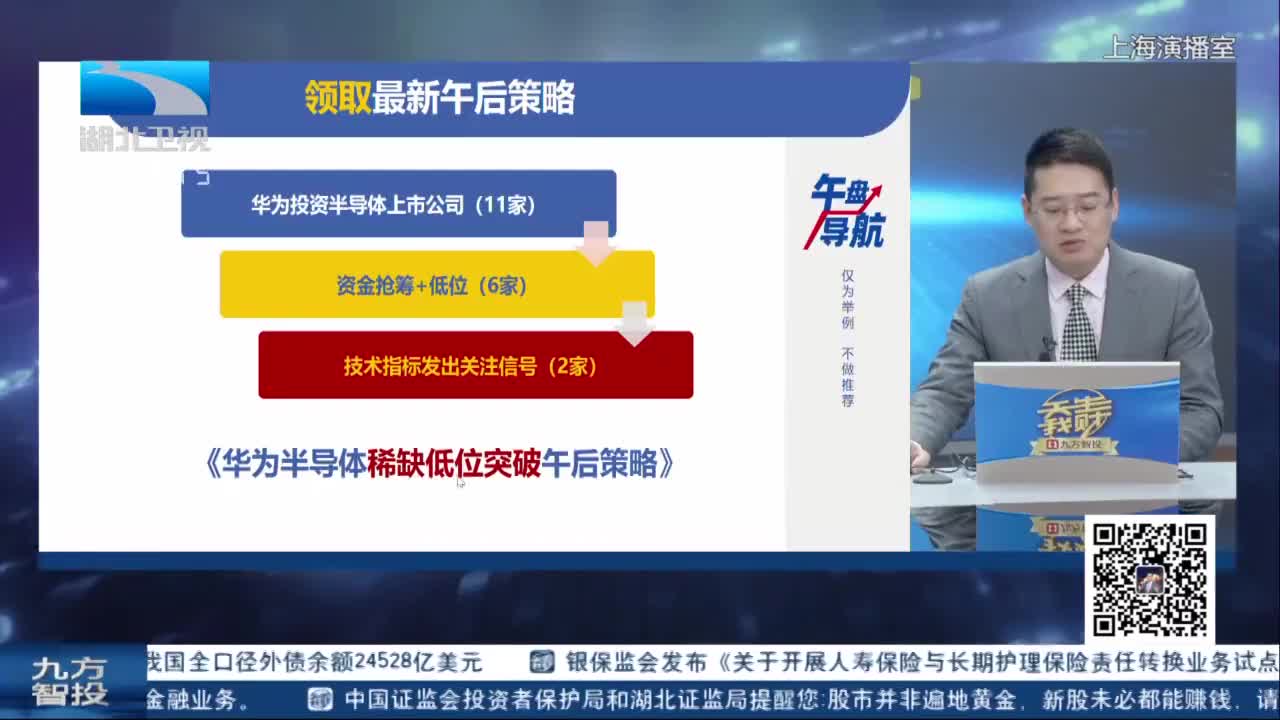 上海演播室
领取最新午后策略
湖北卫视
华为投资半导体上市公司（11家）
资金抢筹+低位（6家）
技术指标发出关注信号（2家）
《华为半导体稀缺低位突破午后策略》
午盘
导航
仅为举例 不做推荐
九方智投
九方
智投
我国全口径外债余额24528亿美元 银保监会发布《关于开展人寿保险与长期护理保险责任转换业务试点
金融业务。 中国证监会投资者保护局和湖北证监局提醒您:股市并非遍地黄金，新股未必都能赚钱，请